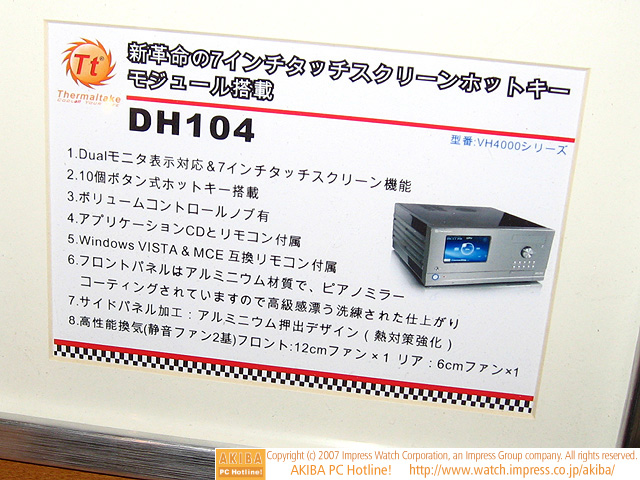 Tt
Thermaltake
新革命の7インチタッチスクリーンホットキー
モジュール搭載
DH104
型番:VH4000シリーズ
1.Dualモニタ表示対応＆7インチタッチスクリーン機能
2.10個ボタン式ホットキー搭載
3.ボリュームコントロールノブ有
4.アプリケーションCDとリモコン付属
5.Windows VISTA & MCE 互換リモコン付属
6.フロントパネルはアルミニウム材質で、ピアノミラー
コーティングされていますので高級感漂う洗練された仕上がり
7.サイドパネル加工：アルミニウム押出デザイン（熱対策強化）
8.高性能換気(静音ファン2基)フロント:12cmファン×1 リア：6cmファン×1
AKIBA
PC Hotline!
Copyright (c) 2007 Impress Watch Corporation, an Impress Group company. All rights reserved.
AKIBA PC Hotline! http://www.watch.impress.co.jp/akiba/